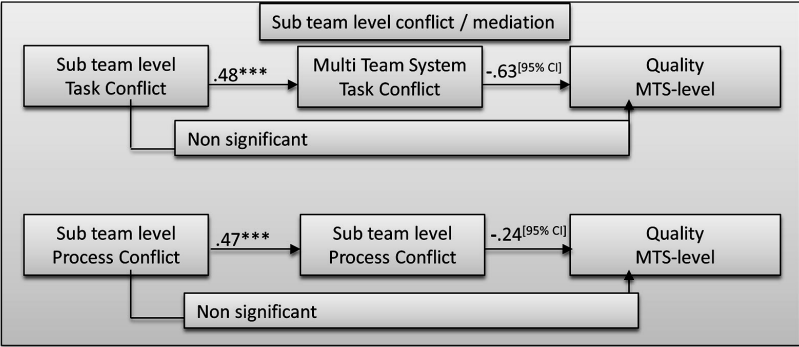 Sub team level conflict / mediation
Sub team level
Task Conflict
.48***
Multi Team System
Task Conflict
-.63[95% CI]
Quality
MTS-level
Non significant
Sub team level
Process Conflict
.47***
Sub team level
Process Conflict
-.24[95% CI]
Quality
MTS-level
Non significant